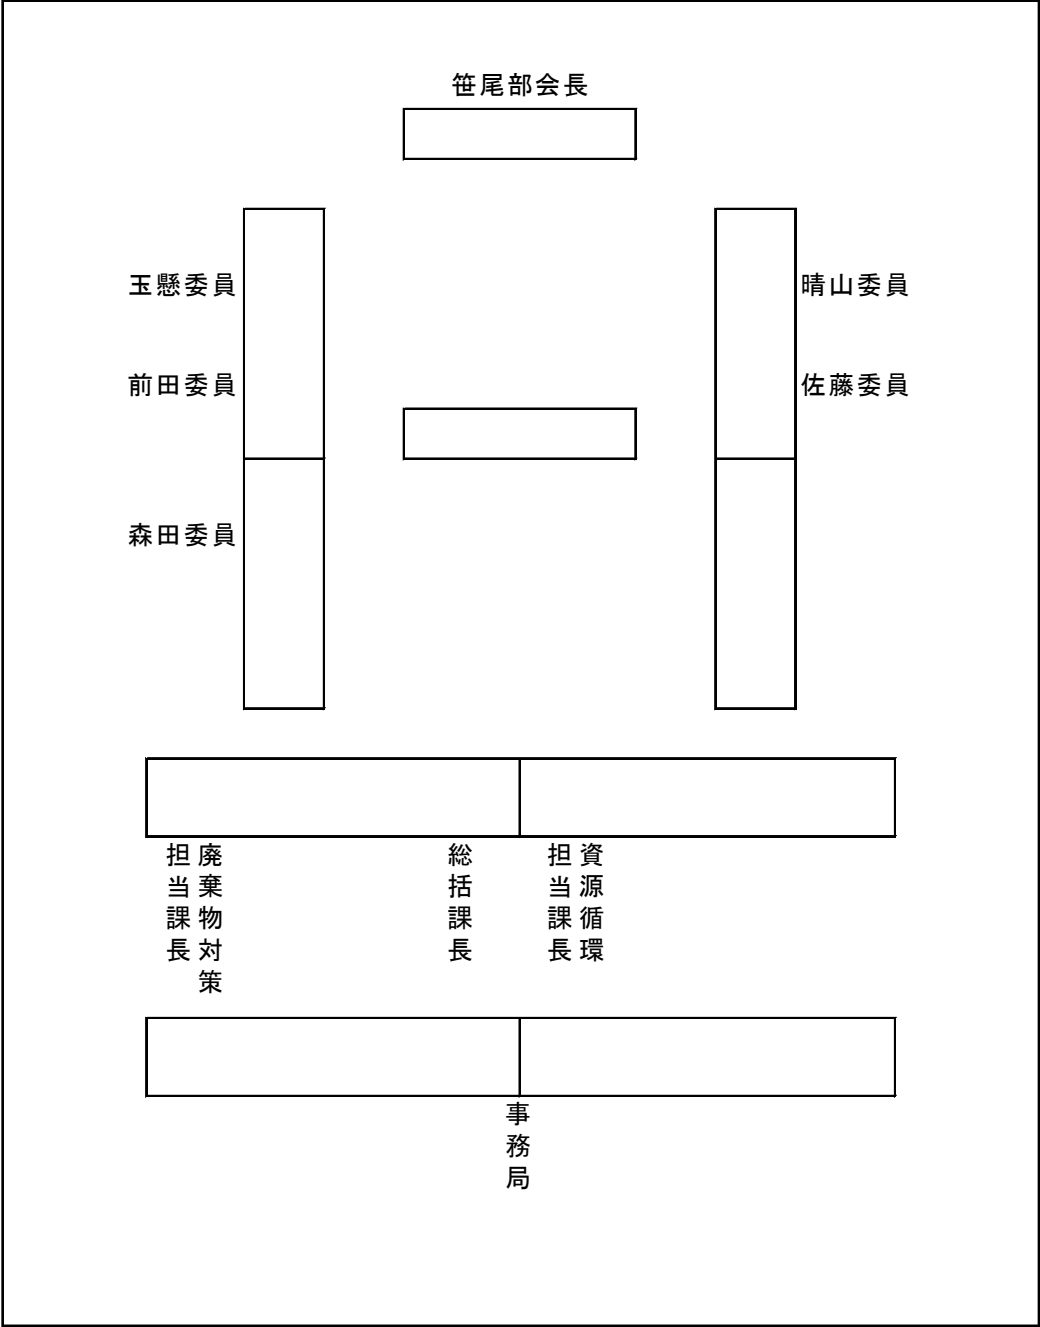 笹尾部会長
玉懸委員
晴山委員
前田委員
佐藤委員
森田委員
廃棄物対策
担当課長
総括課長
資源循環
担当課長
事務局